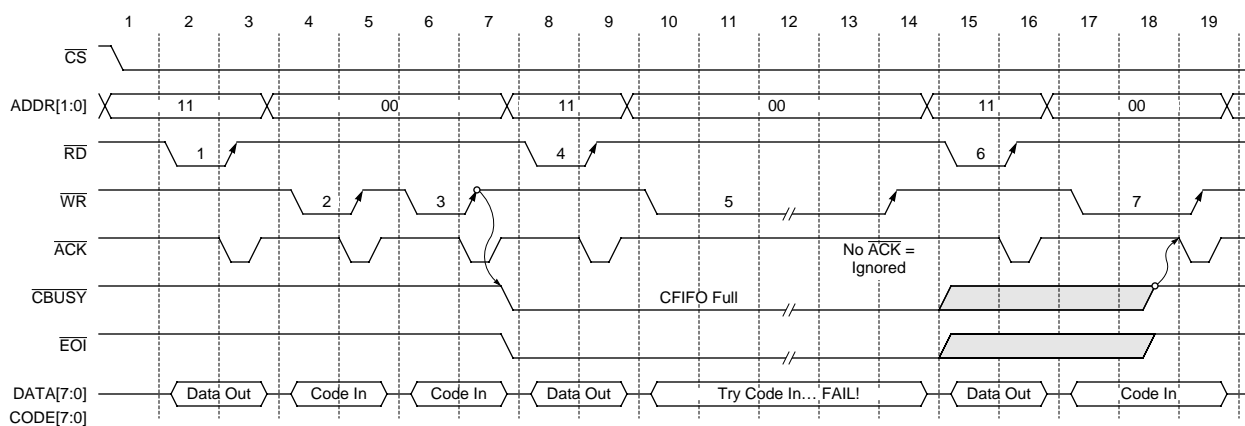 1 2 3 4 5 6 7 8 9 10 11 12 13 14 15 16 17 18 19
CS
ADDR[1:0] 11 00 11 00 11 00
RD 1 4 6
WR 2 3 5 7
ACK No ACK =
Ignored
CBUSY CFIFO Full
EOI
DATA[7:0] Data Out Code In Code In Data Out Try Code In... FAIL! Data Out Code In
CODE[7:0]